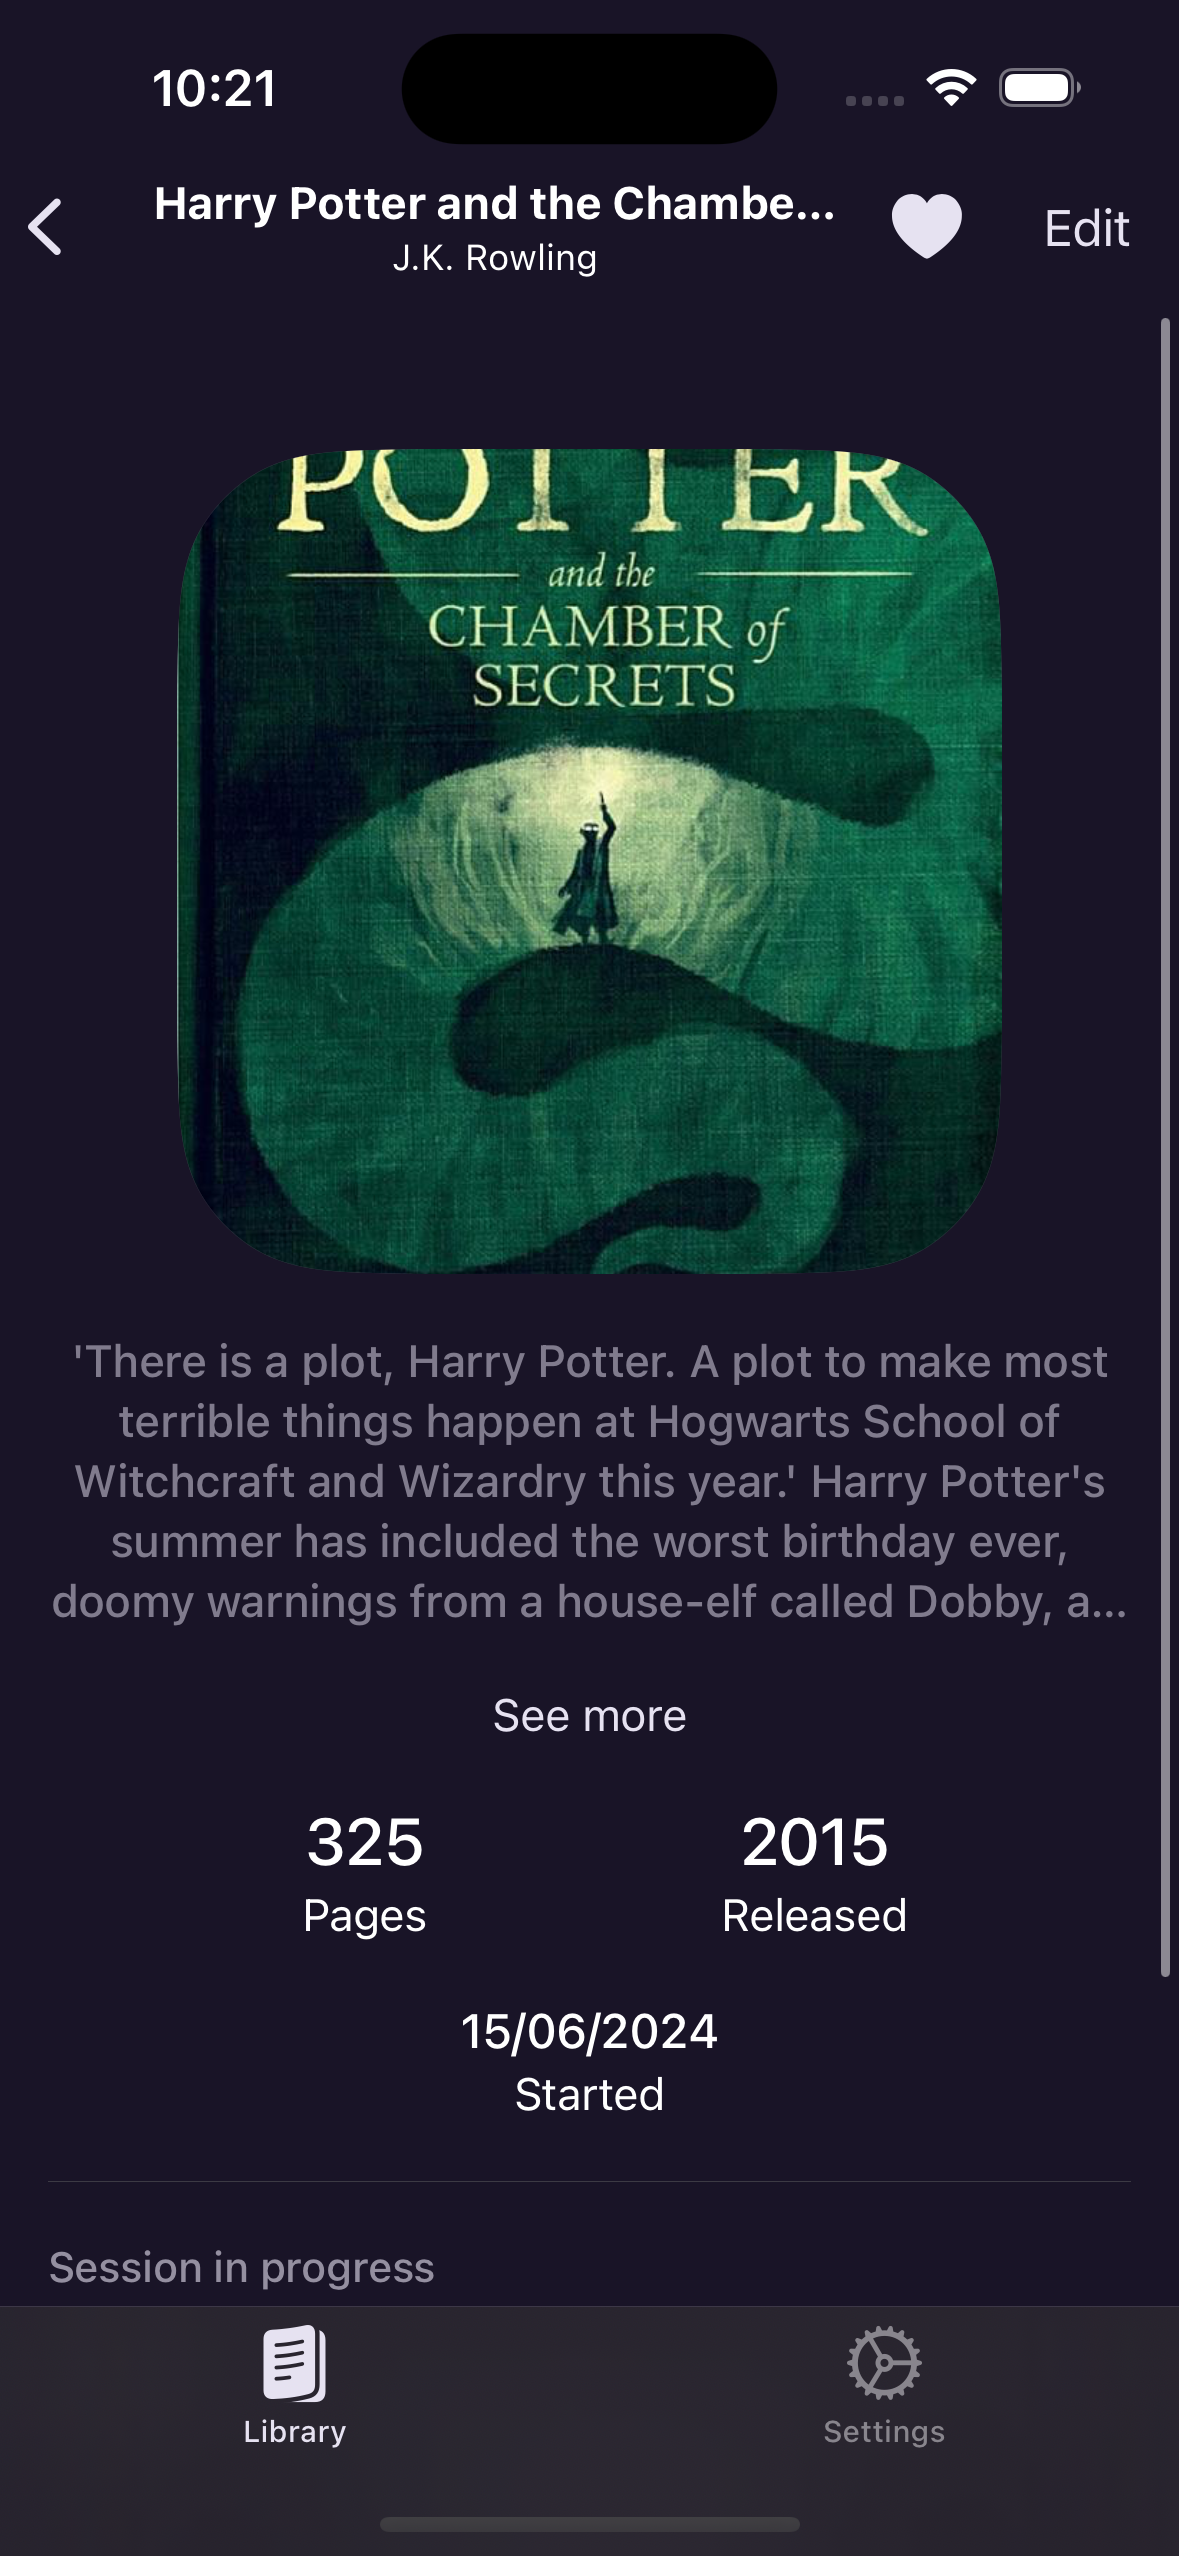 10:21
Harry Potter and the Chambe...
J.K. Rowling
Edit
POTTER
and the
CHAMBER of
SECRETS
'There is a plot, Harry Potter. A plot to make most
terrible things happen at Hogwarts School of
Witchcraft and Wizardry this year.' Harry Potter's
summer has included the worst birthday ever,
doomy warnings from a house-elf called Dobby, a...
See more
325
Pages
2015
Released
15/06/2024
Started
Session in progress
Library
Settings